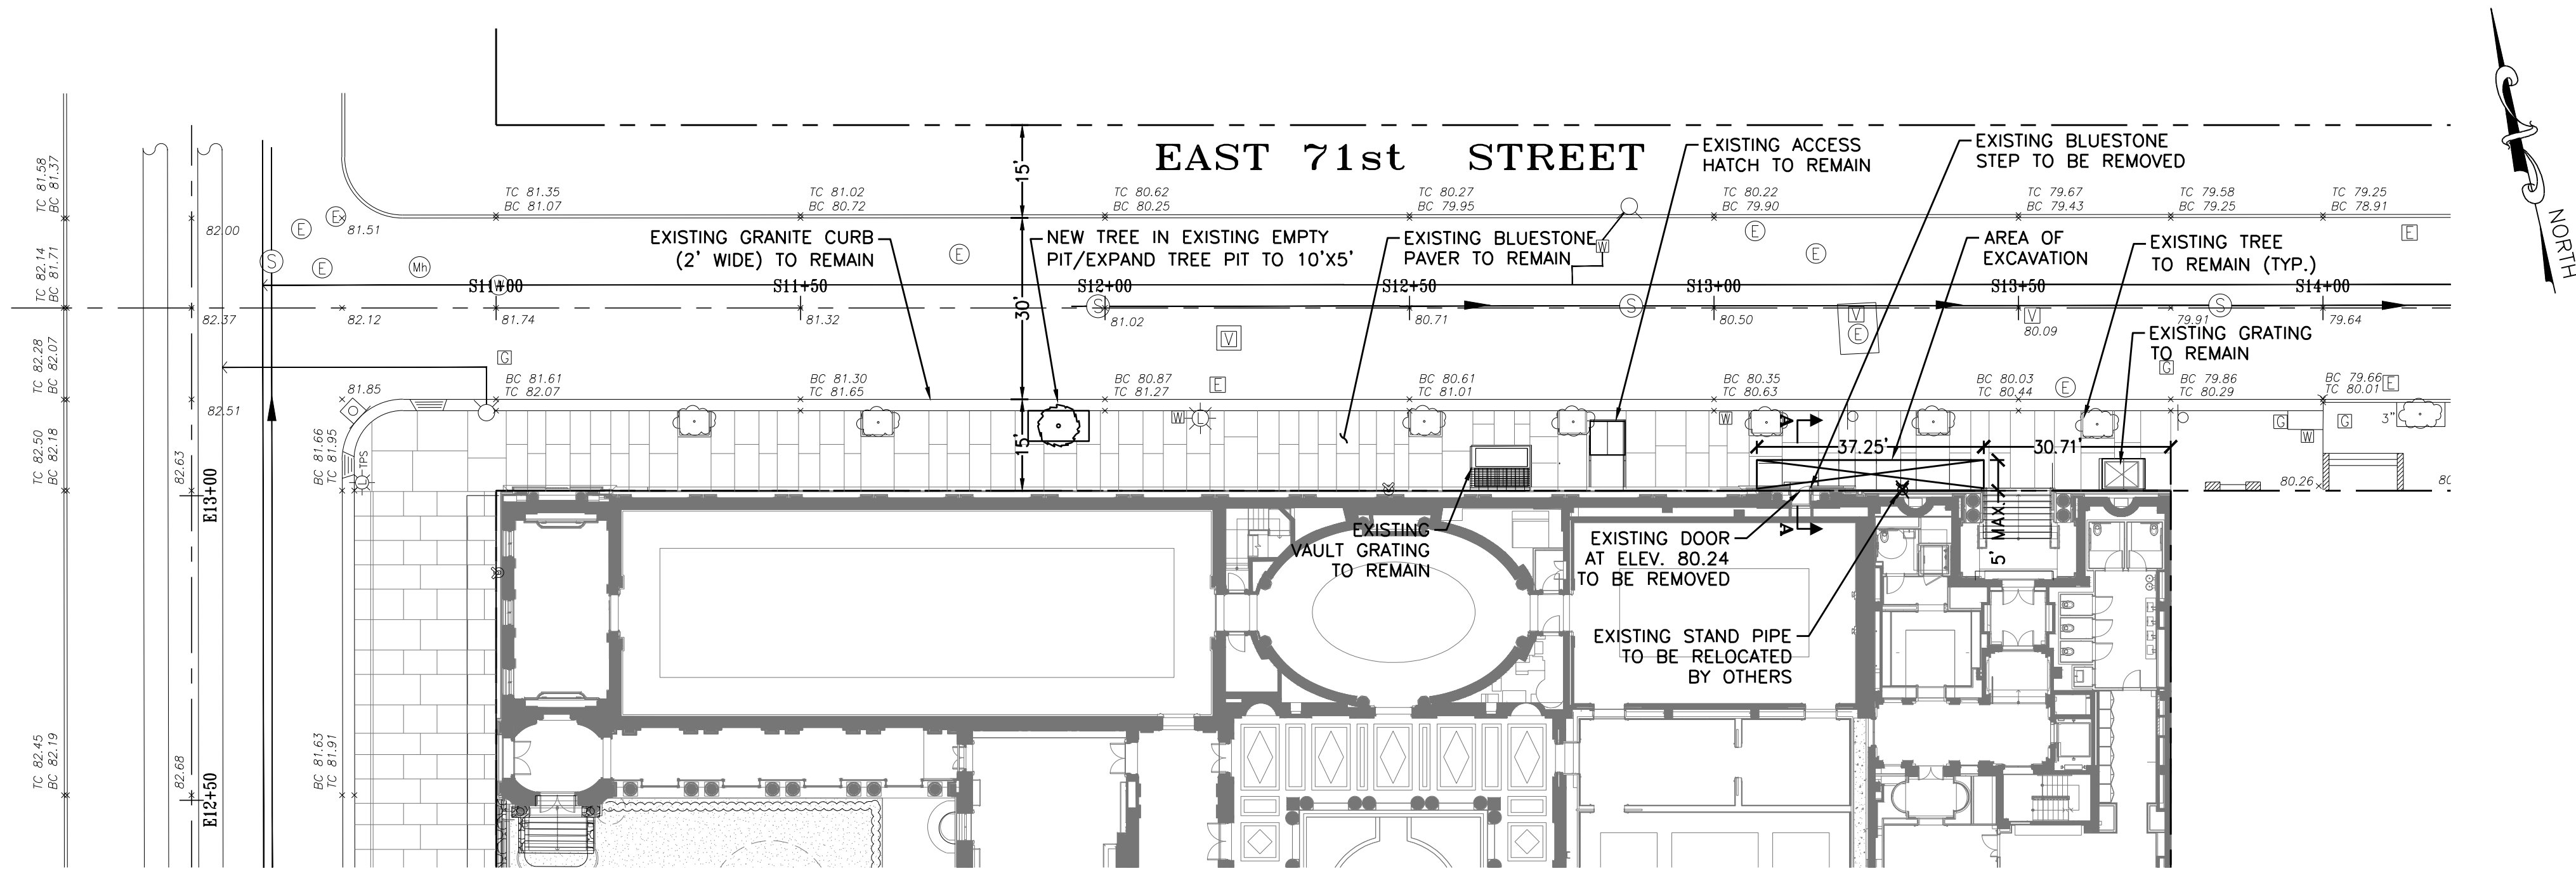 EAST 71st STREET
NORTH
15'
30'
15'
EXISTING ACCESS
HATCH TO REMAIN
EXISTING BLUESTONE
STEP TO BE REMOVED
TC 81.35
BC 81.07
TC 81.02
BC 80.72
TC 80.62
BC 80.25
TC 80.27
BC 79.95
TC 80.22
BC 79.90
TC 79.67
BC 79.43
TC 79.58
BC 79.25
TC 79.25
BC 78.91
EXISTING GRANITE CURB
(2' WIDE) TO REMAIN
NEW TREE IN EXISTING EMPTY
PIT/EXPAND TREE PIT TO 10'X5'
EXISTING BLUESTONE
PAVER TO REMAIN
AREA OF
EXCAVATION
EXISTING TREE
TO REMAIN (TYP.)
EXISTING GRATING
TO REMAIN
S11+00
S11+50
S12+00
S12+50
S13+00
S13+50
S14+00
82.00
81.51
82.37
82.12
81.74
81.32
81.02
80.71
80.50
80.09
79.91
79.64
BC 81.61
TC 82.07
BC 81.30
TC 81.65
BC 80.87
TC 81.27
BC 80.61
TC 81.01
BC 80.35
TC 80.63
BC 80.03
TC 80.44
BC 79.86
TC 80.29
BC 79.66
TC 80.01
81.85
82.51
TC 81.58
BC 81.37
TC 82.14
BC 81.71
TC 82.28
BC 82.07
TC 82.50
BC 82.18
TC 82.45
BC 82.19
82.63
82.68
E13+00
E12+50
BC 81.66
TC 81.95
BC 81.63
TC 81.91
TPS
E
E
E
E
E
E
E
E
E
E
E
Mh
S
S
S
S
W
W
W
W
W
V
V
V
G
G
G
G
L
L
3"
37.25'
30.71'
5' MAX.
A
A
80.26
80
EXISTING
VAULT GRATING
TO REMAIN
EXISTING DOOR
AT ELEV. 80.24
TO BE REMOVED
EXISTING STAND PIPE
TO BE RELOCATED
BY OTHERS